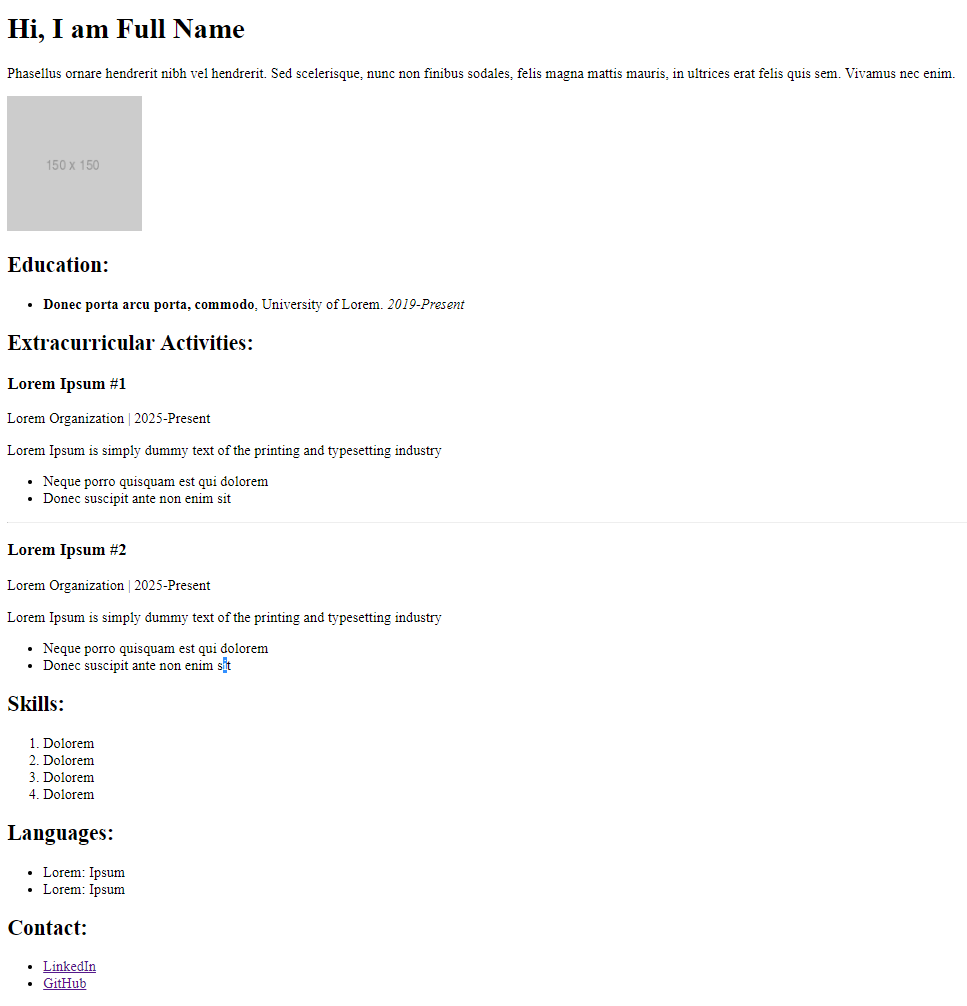 Hi, I am Full Name
Phasellus ornare hendrerit nibh vel hendrerit. Sed scelerisque, nunc non finibus sodales, felis magna mattis mauris, in ultrices erat felis quis sem. Vivamus nec enim.
150 x 150
Education:
• Donec porta arcu porta, commodo, University of Lorem. 2019-Present
Extracurricular Activities:
Lorem Ipsum #1
Lorem Organization | 2025-Present
Lorem Ipsum is simply dummy text of the printing and typesetting industry
• Neque porro quisquam est qui dolorem
• Donec suscipit ante non enim sit
Lorem Ipsum #2
Lorem Organization | 2025-Present
Lorem Ipsum is simply dummy text of the printing and typesetting industry
• Neque porro quisquam est qui dolorem
• Donec suscipit ante non enim sit
Skills:
1. Dolorem
2. Dolorem
3. Dolorem
4. Dolorem
Languages:
• Lorem: Ipsum
• Lorem: Ipsum
Contact:
• LinkedIn
• GitHub